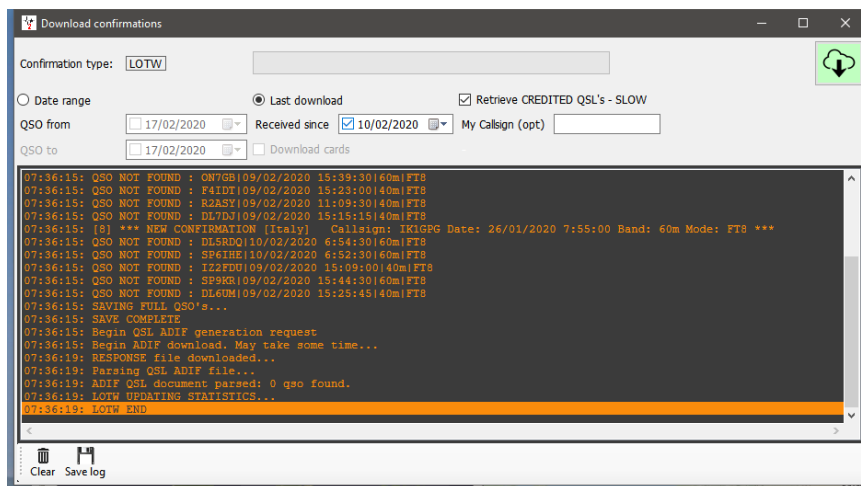 Download confirmations
Confirmation type: LOTW
Date range Last download Retrieve CREDITED QSL's - SLOW
QSO from 17/02/2020 Received since 10/02/2020 My Callsign (opt)
QSO to 17/02/2020 Download cards
07:36:15: QSO NOT FOUND : ON7GB|09/02/2020 15:39:30|60m|FT8
07:36:15: QSO NOT FOUND : F4IDT|09/02/2020 15:23:00|40m|FT8
07:36:15: QSO NOT FOUND : R2ASY|09/02/2020 11:09:30|40m|FT8
07:36:15: QSO NOT FOUND : DL7DJ|09/02/2020 15:15:15|40m|FT8
07:36:15: [8] *** NEW CONFIRMATION [Italy] Callsign: IK1GPG Date: 26/01/2020 7:55:00 Band: 60m Mode: FT8 ***
07:36:15: QSO NOT FOUND : DL5RDQ|10/02/2020 6:54:30|60m|FT8
07:36:15: QSO NOT FOUND : SP6IHE|10/02/2020 6:52:30|60m|FT8
07:36:15: QSO NOT FOUND : IZ2FDU|09/02/2020 15:09:00|40m|FT8
07:36:15: QSO NOT FOUND : SP9KR|09/02/2020 15:44:30|60m|FT8
07:36:15: QSO NOT FOUND : DL6UM|09/02/2020 15:25:45|40m|FT8
07:36:15: SAVING FULL QSO's...
07:36:15: SAVE COMPLETE
07:36:15: Begin QSL ADIF generation request
07:36:15: Begin ADIF download. May take some time...
07:36:19: RESPONSE file downloaded...
07:36:19: Parsing QSL ADIF file...
07:36:19: ADIF QSL document parsed: 0 qso found.
07:36:19: LOTW UPDATING STATISTICS...
07:36:19: LOTW END
Clear Save log